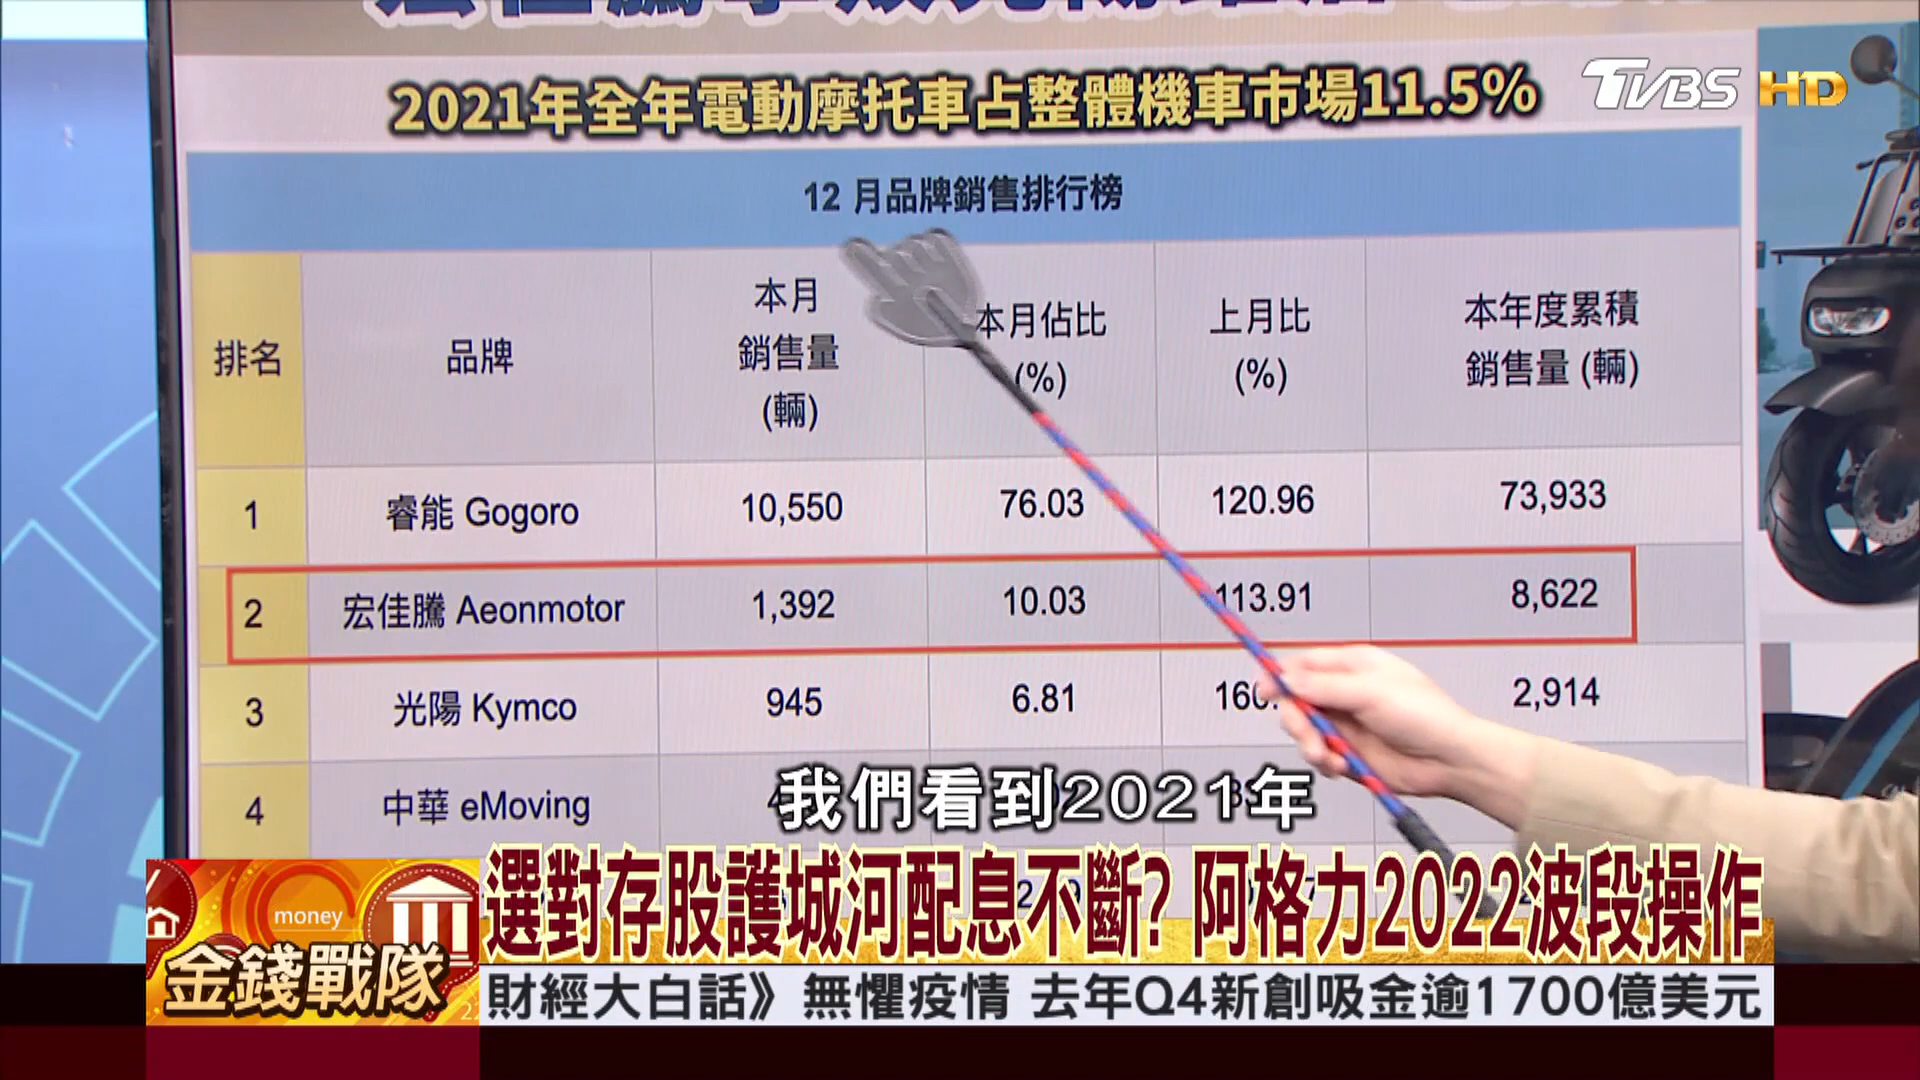 2021年全年電動摩托車占整體機車市場11.5%
TVBS HD
12 月品牌銷售排行榜
排名 品牌 本月銷售量(輛) 本月佔比(%) 上月比(%) 本年度累積銷售量 (輛)
1 睿能 Gogoro 10,550 76.03 120.96 73,933
2 宏佳騰 Aeonmotor 1,392 10.03 113.91 8,622
3 光陽 Kymco 945 6.81 160. 2,914
4 中華 eMoving
我們看到2021年
money
金錢戰隊
選對存股護城河配息不斷? 阿格力2022波段操作
財經大白話》無懼疫情 去年Q4新創吸金逾1700億美元